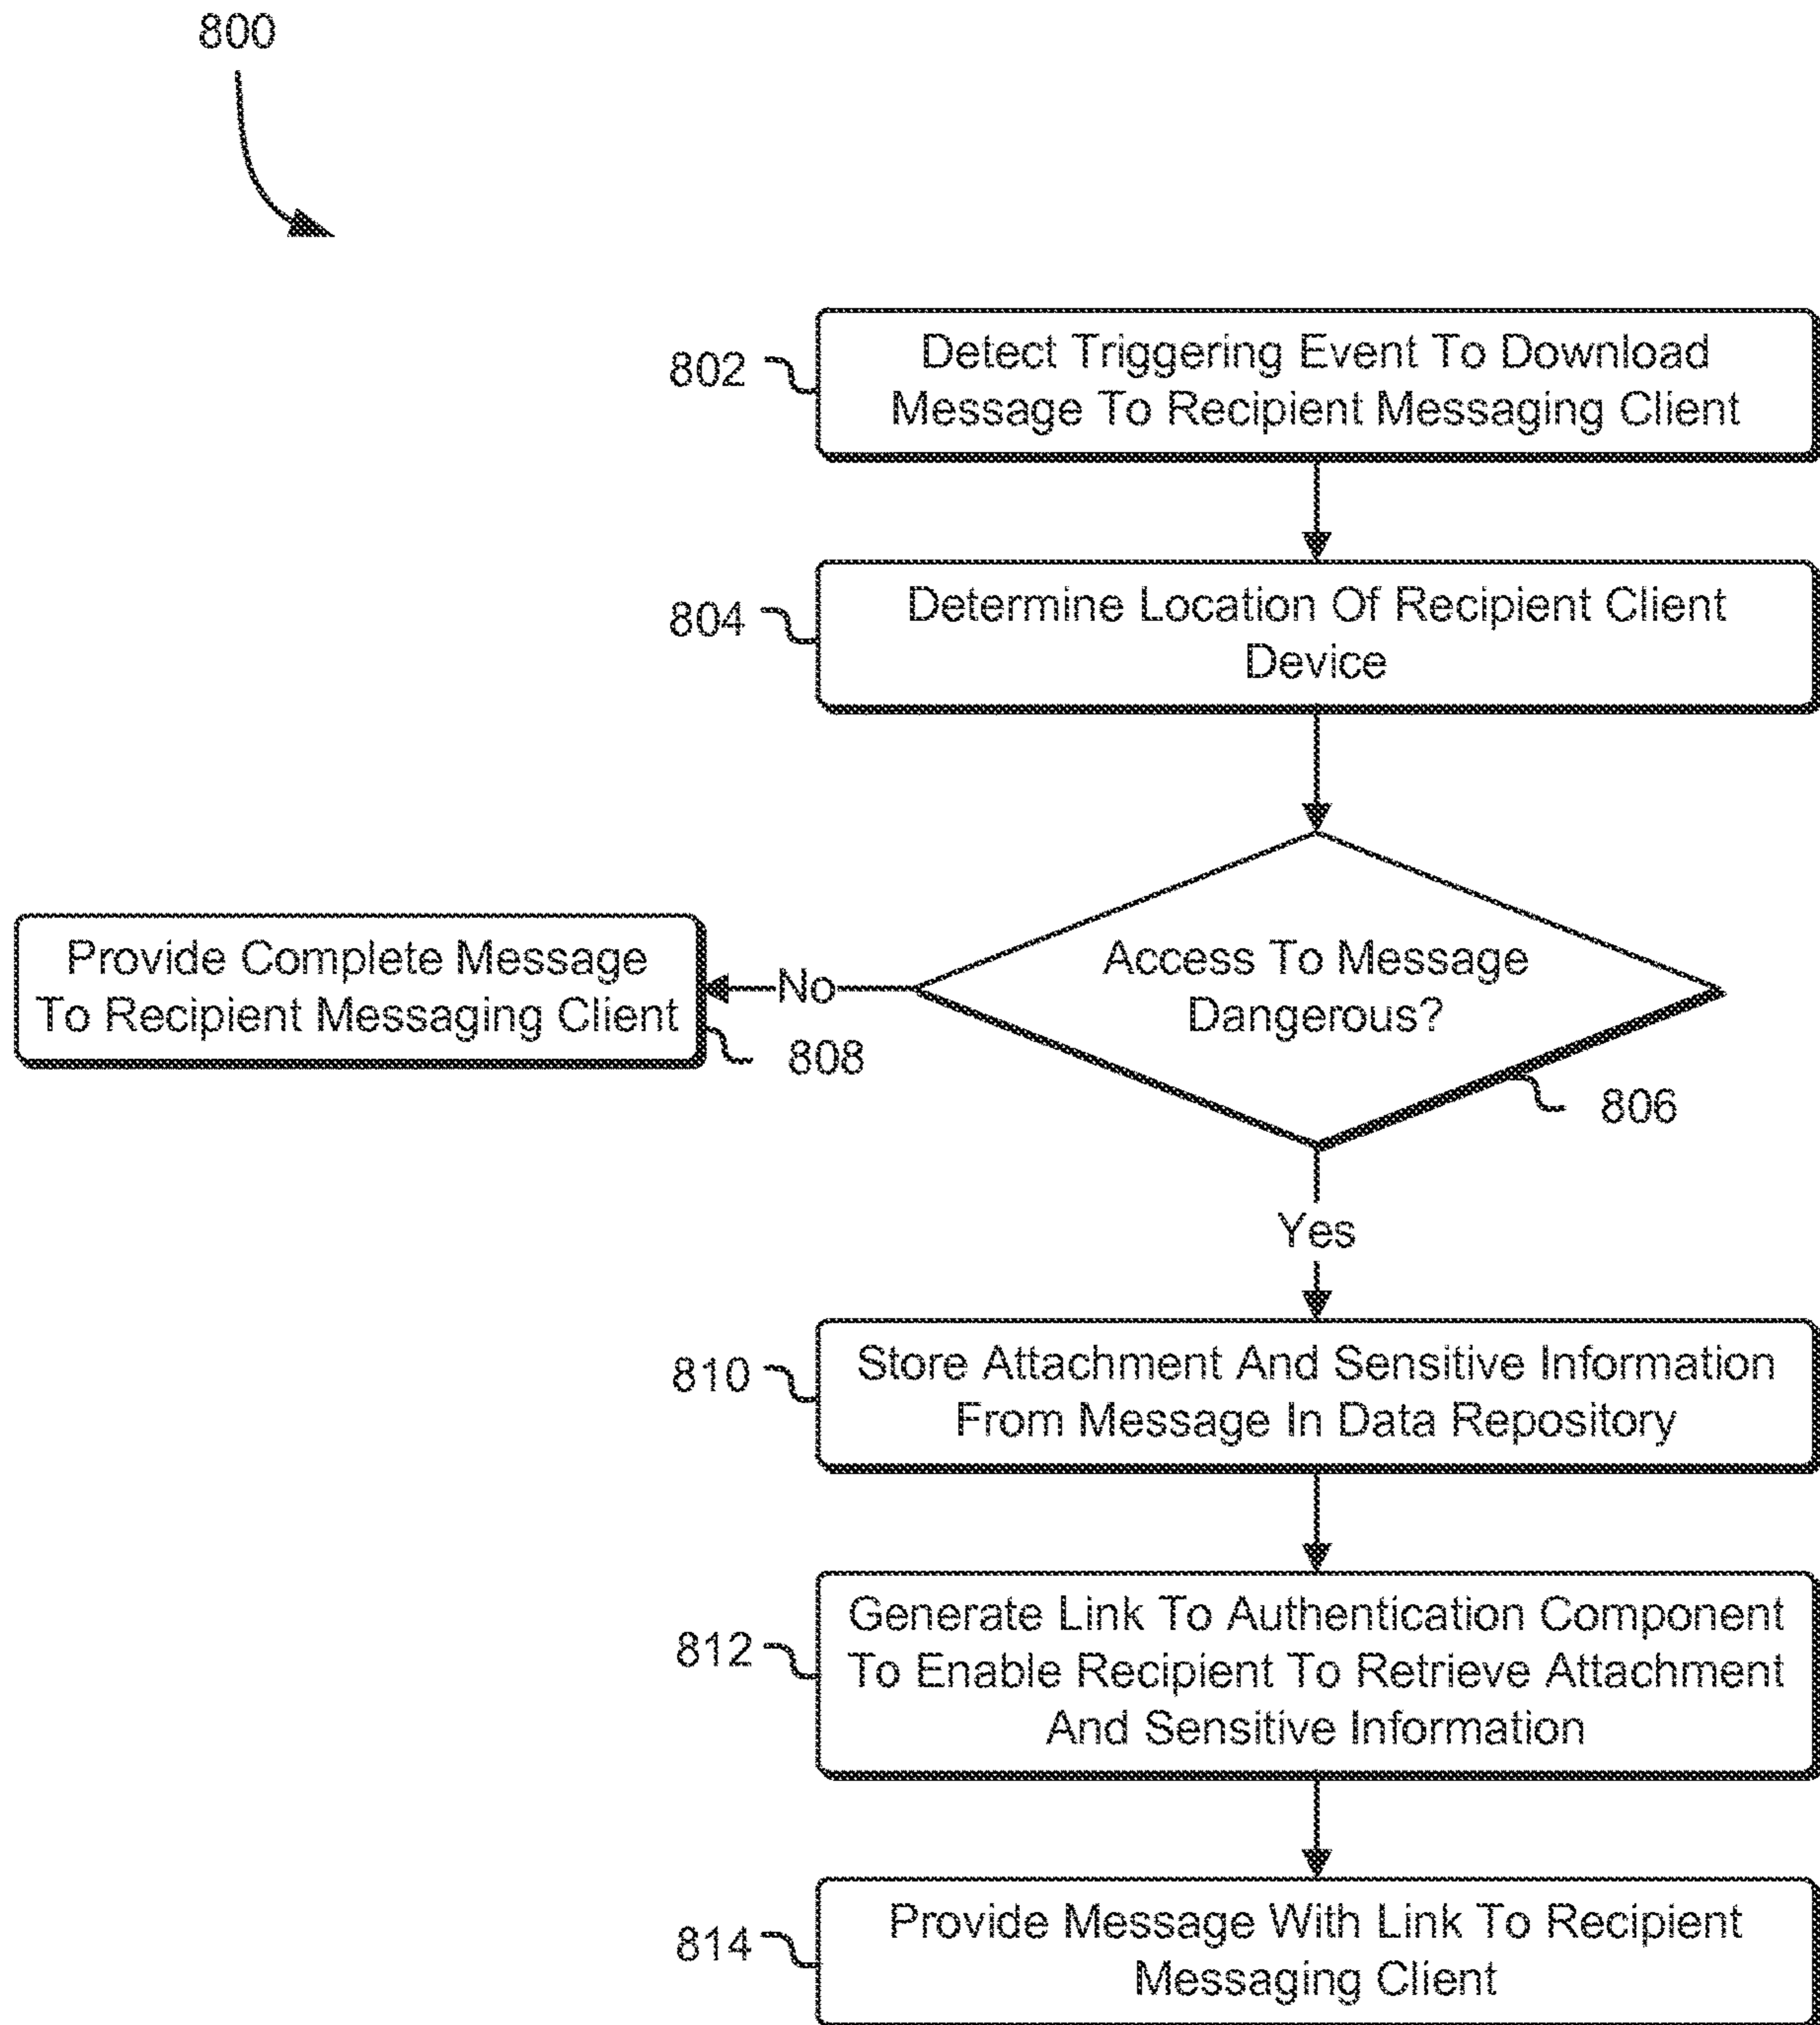 800
802
Detect Triggering Event To Download
Message To Recipient Messaging Client
804
Determine Location Of Recipient Client
Device
Access To Message
Dangerous?
806
No
Provide Complete Message
To Recipient Messaging Client
808
Yes
810
Store Attachment And Sensitive Information
From Message In Data Repository
812
Generate Link To Authentication Component
To Enable Recipient To Retrieve Attachment
And Sensitive Information
814
Provide Message With Link To Recipient
Messaging Client